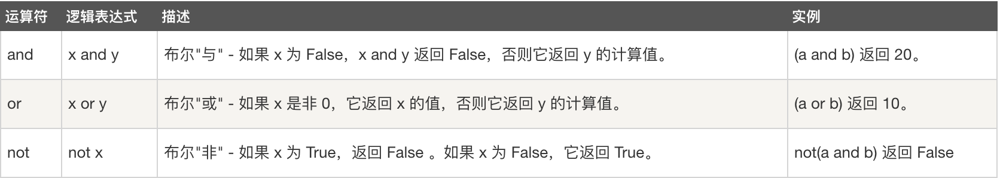 运算符 逻辑表达式 描述 实例
and x and y 布尔"与" - 如果 x 为 False，x and y 返回 False，否则它返回 y 的计算值。 (a and b) 返回 20。
or x or y 布尔"或" - 如果 x 是非 0，它返回 x 的值，否则它返回 y 的计算值。 (a or b) 返回 10。
not not x 布尔"非" - 如果 x 为 True，返回 False 。如果 x 为 False，它返回 True。 not(a and b) 返回 False